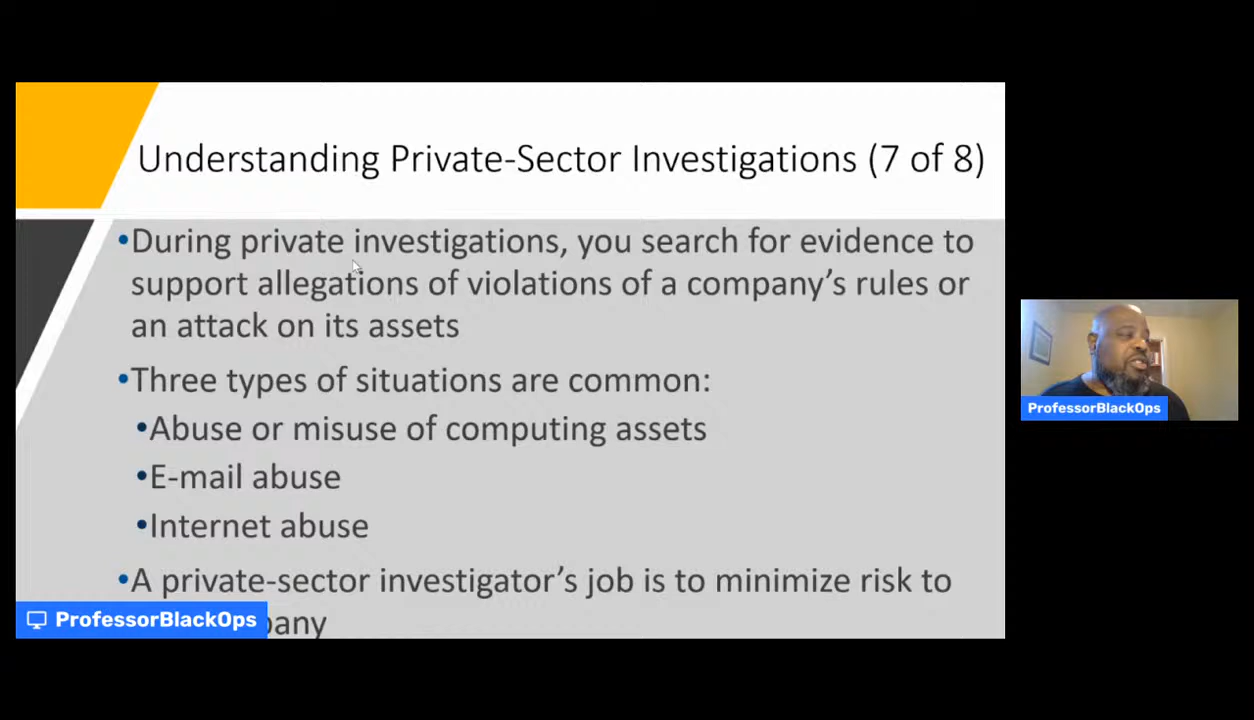 Understanding Private-Sector Investigations (7 of 8)
•During private investigations, you search for evidence to
support allegations of violations of a company’s rules or
an attack on its assets
•Three types of situations are common:
•Abuse or misuse of computing assets
•E-mail abuse
•Internet abuse
•A private-sector investigator’s job is to minimize risk to
ProfessorBlackOps
ProfessorBlackOps